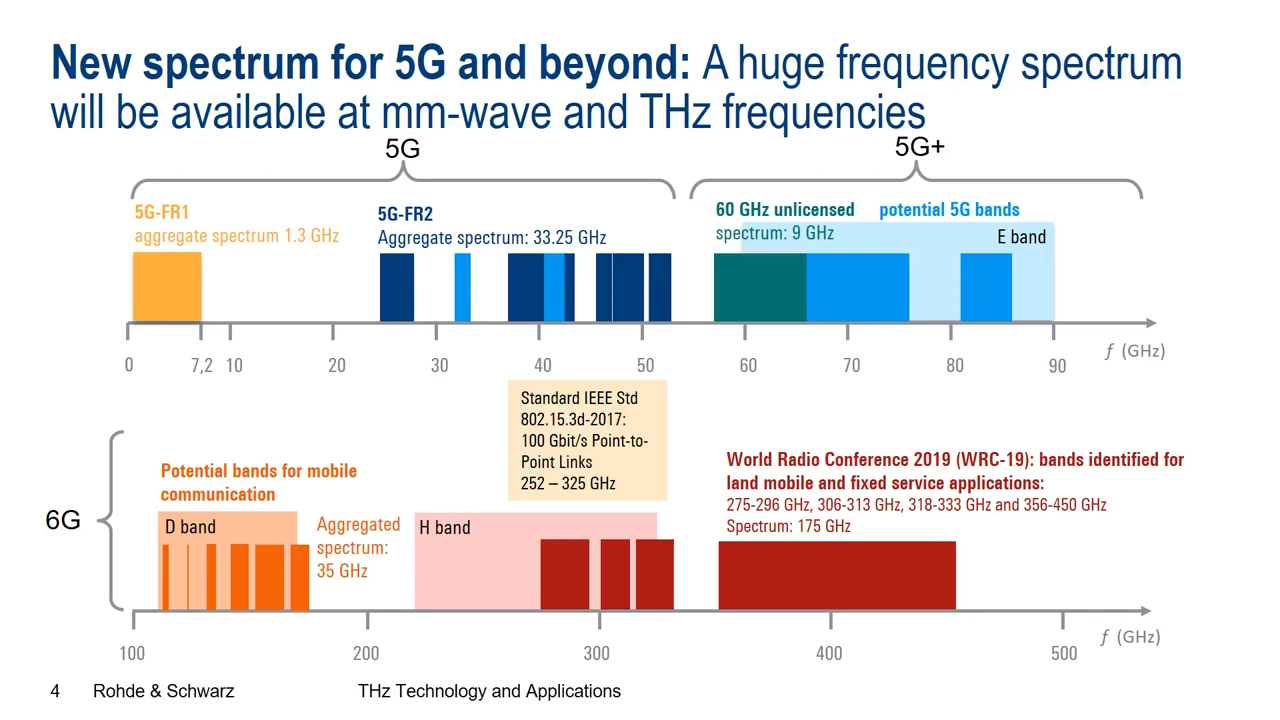 New spectrum for 5G and beyond: A huge frequency spectrum
will be available at mm-wave and THz frequencies
5G
5G+
5G-FR1
aggregate spectrum 1.3 GHz
5G-FR2
Aggregate spectrum: 33.25 GHz
60 GHz unlicensed
spectrum: 9 GHz
potential 5G bands
E band
0 7,2 10 20 30 40 50 60 70 80 90
f (GHz)
Standard IEEE Std
802.15.3d-2017:
100 Gbit/s Point-to-
Point Links
252 – 325 GHz
6G
Potential bands for mobile
communication
D band
Aggregated
spectrum:
35 GHz
H band
World Radio Conference 2019 (WRC-19): bands identified for
land mobile and fixed service applications:
275-296 GHz, 306-313 GHz, 318-333 GHz and 356-450 GHz
Spectrum: 175 GHz
100 200 300 400 500
f (GHz)
4 Rohde & Schwarz THz Technology and Applications